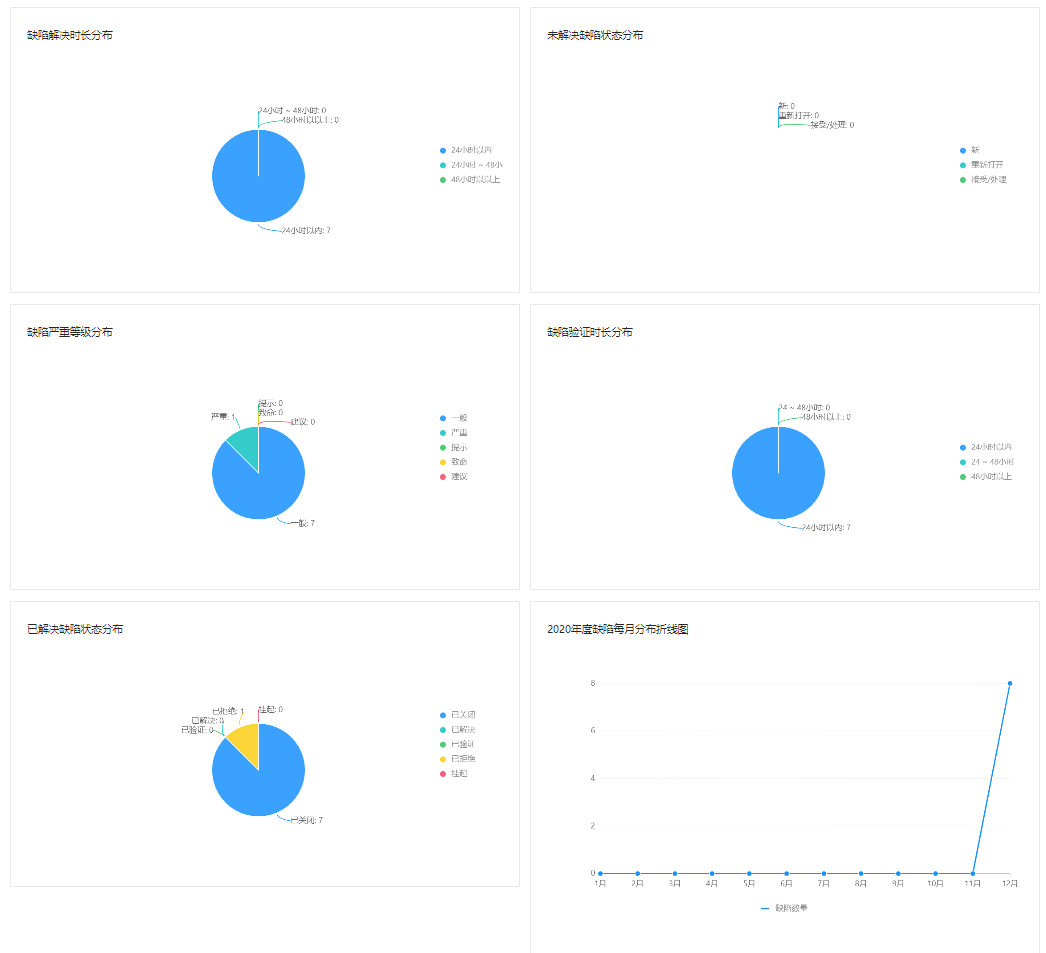 缺陷解决时长分布
24小时 ~ 48小时: 0
48小时以以上: 0
24小时以内
24小时 ~ 48小
48小时以以上
24小时以内: 7
未解决缺陷状态分布
新: 0
重新打开: 0
接受/处理: 0
新
重新打开
接受/处理
缺陷严重等级分布
提示: 0
致命: 0
严重: 1
建议: 0
一般
严重
提示
致命
建议
一般: 7
缺陷验证时长分布
24 ~ 48小时: 0
48小时以上: 0
24小时以内
24 ~ 48小时
48小时以上
24小时以内: 7
已解决缺陷状态分布
已拒绝: 1
挂起: 0
已解决: 0
已验证: 0
已关闭
已解决
已验证
已拒绝
挂起
已关闭: 7
2020年度缺陷每月分布折线图
8
6
4
2
0
1月 2月 3月 4月 5月 6月 7月 8月 9月 10月 11月 12月
缺陷数量